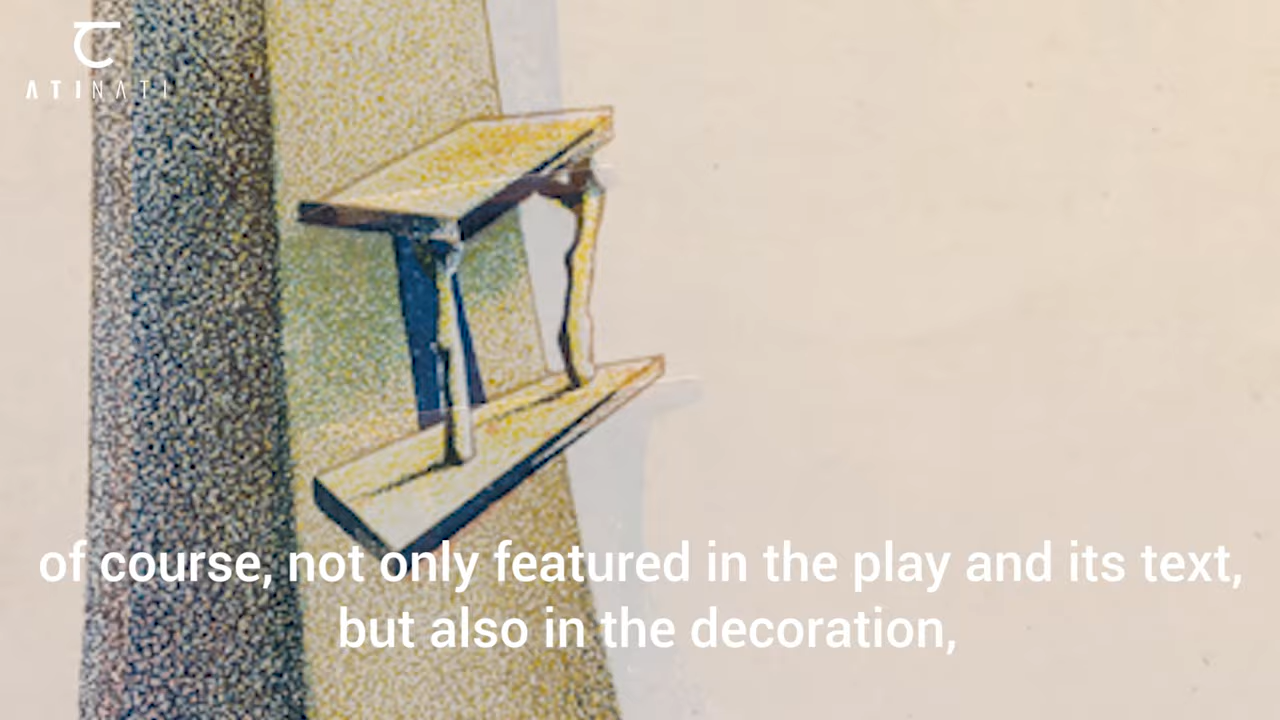 ATINATI
of course, not only featured in the play and its text,
but also in the decoration,